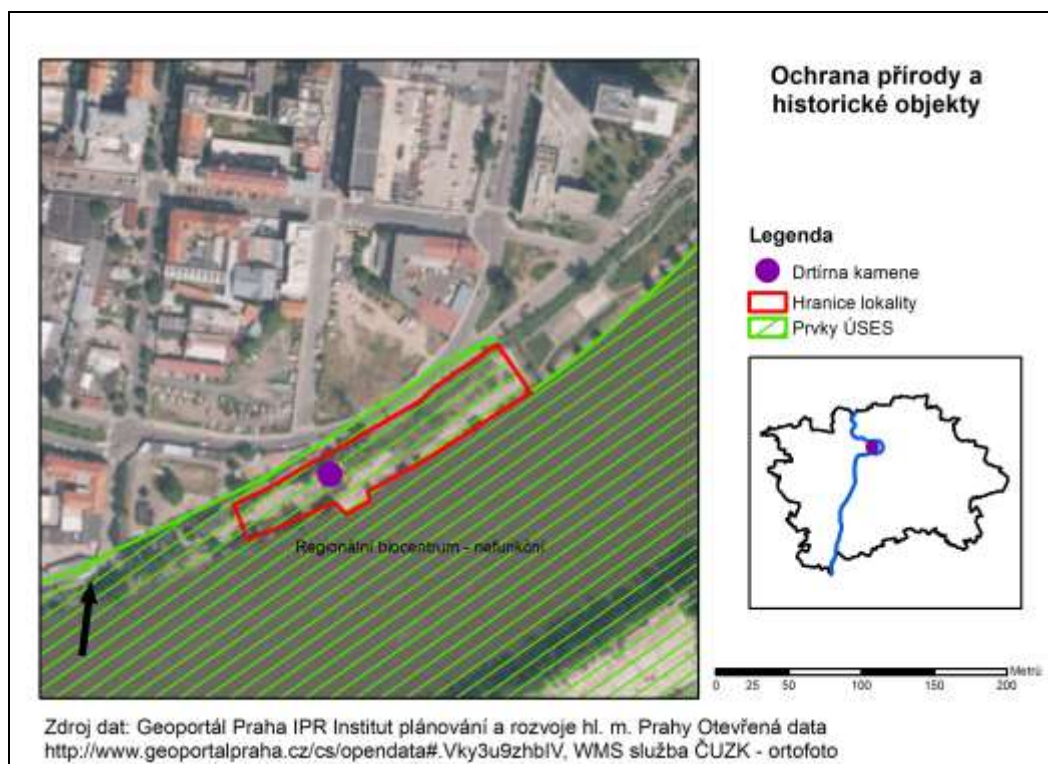 Ochrana přírody a
historické objekty
Legenda
Drtírna kamene
Hranice lokality
Prvky ÚSES
Regionální biocentrum - nefunkční
Metrů
0 25 50 100 150 200
Zdroj dat: Geoportál Praha IPR Institut plánování a rozvoje hl. m. Prahy Otevřená data
http://www.geoportalpraha.cz/cs/opendata#.Vky3u9zhbIV, WMS služba ČUZK - ortofoto